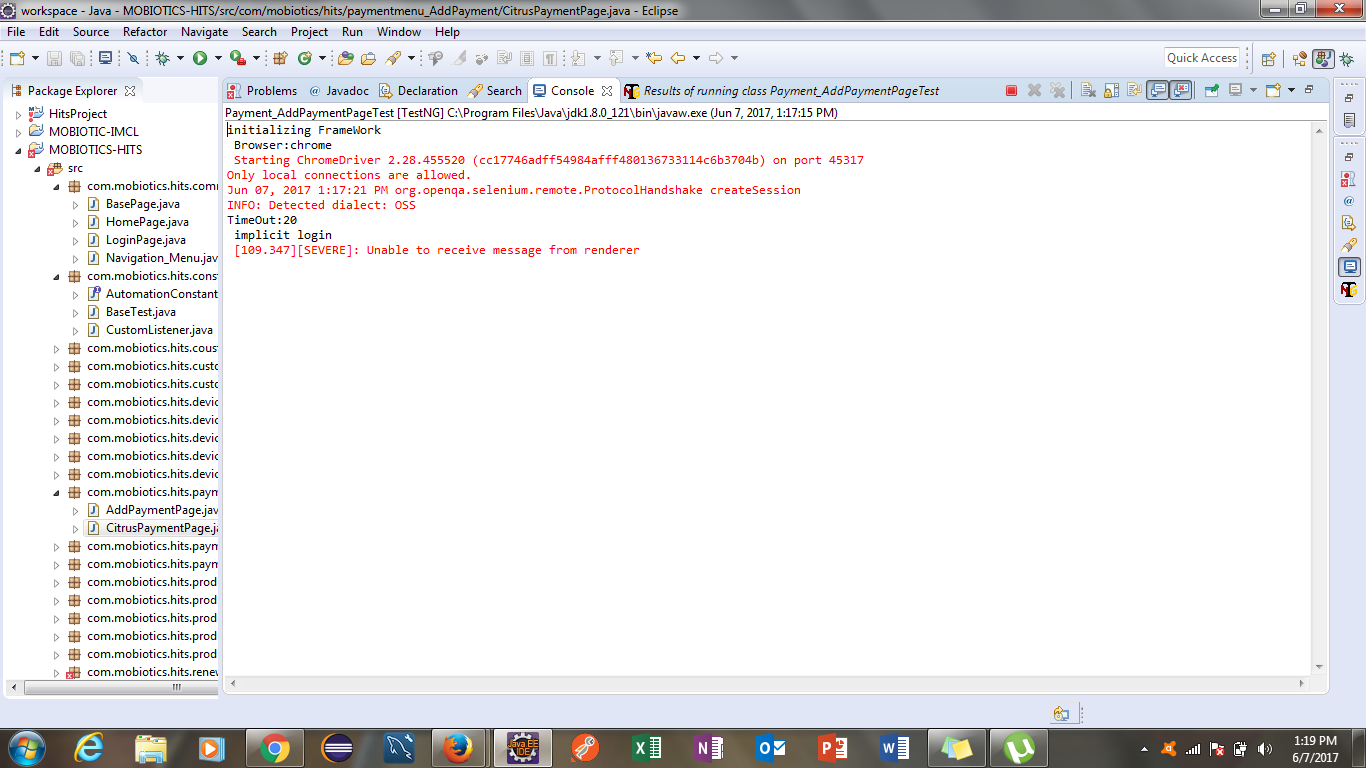 workspace - Java - MOBIOTICS-HITS/src/com/mobiotics/hits/paymentmenu_AddPayment/CitrusPaymentPage.java - Eclipse
File Edit Source Refactor Navigate Search Project Run Window Help
Quick Access
Package Explorer
Problems @ Javadoc Declaration Search Console Results of running class Payment_AddPaymentPageTest
Payment_AddPaymentPageTest [TestNG] C:\Program Files\Java\jdk1.8.0_121\bin\javaw.exe (Jun 7, 2017, 1:17:15 PM)
initializing FrameWork
Browser:chrome
Starting ChromeDriver 2.28.455520 (cc17746adff54984afff480136733114c6b3704b) on port 45317
Only local connections are allowed.
Jun 07, 2017 1:17:21 PM org.openqa.selenium.remote.ProtocolHandshake createSession
INFO: Detected dialect: OSS
TimeOut:20
implicit login
[109.347][SEVERE]: Unable to receive message from renderer
HitsProject
MOBIOTIC-IMCL
MOBIOTICS-HITS
src
com.mobiotics.hits.com
BasePage.java
HomePage.java
LoginPage.java
Navigation_Menu.jav
com.mobiotics.hits.cons
AutomationConstant
BaseTest.java
CustomListener.java
com.mobiotics.hits.cous
com.mobiotics.hits.custo
com.mobiotics.hits.custo
com.mobiotics.hits.devic
com.mobiotics.hits.devic
com.mobiotics.hits.devic
com.mobiotics.hits.devic
com.mobiotics.hits.devic
com.mobiotics.hits.paym
AddPaymentPage.jav
CitrusPaymentPage.ja
com.mobiotics.hits.paym
com.mobiotics.hits.paym
com.mobiotics.hits.prod
com.mobiotics.hits.prod
com.mobiotics.hits.prod
com.mobiotics.hits.prod
com.mobiotics.hits.prod
com.mobiotics.hits.renew
Java EE
IDE
1:19 PM
6/7/2017